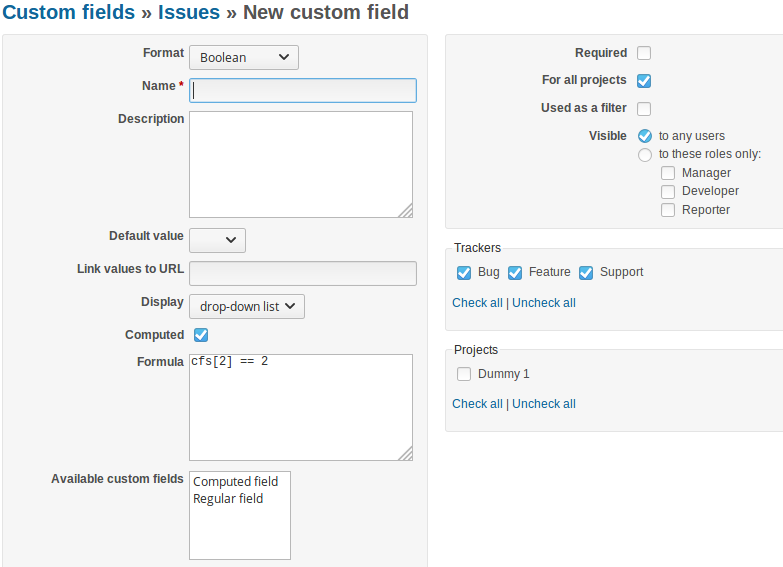 Custom fields » Issues » New custom field
Format Boolean
Name *
Description
Default value
Link values to URL
Display drop-down list
Computed
Formula cfs[2] == 2
Available custom fields Computed field
Regular field
Required
For all projects
Used as a filter
Visible to any users
to these roles only:
Manager
Developer
Reporter
Trackers
Bug Feature Support
Check all | Uncheck all
Projects
Dummy 1
Check all | Uncheck all